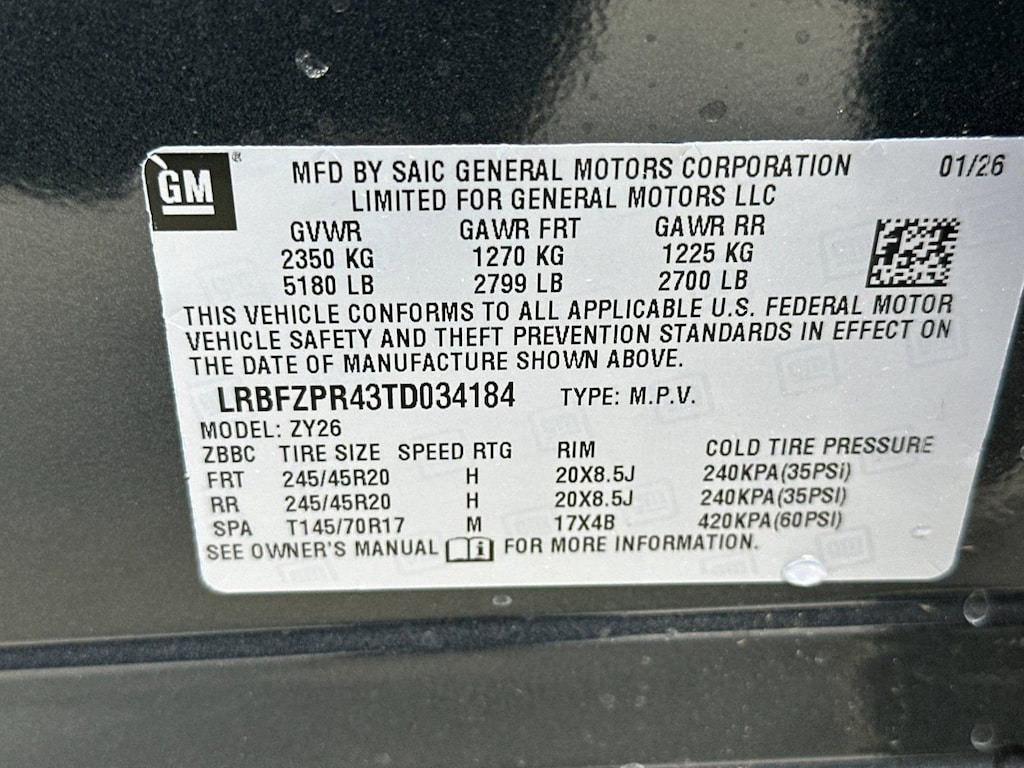 GM ®
MFD BY SAIC GENERAL MOTORS CORPORATION 01/26
LIMITED FOR GENERAL MOTORS LLC
GVWR GAWR FRT GAWR RR
2350 KG 1270 KG 1225 KG
5180 LB 2799 LB 2700 LB
THIS VEHICLE CONFORMS TO ALL APPLICABLE U.S. FEDERAL MOTOR
VEHICLE SAFETY AND THEFT PREVENTION STANDARDS IN EFFECT ON
THE DATE OF MANUFACTURE SHOWN ABOVE.
LRBFZPR43TD034184 TYPE: M.P.V.
MODEL: ZY26
ZBBC TIRE SIZE SPEED RTG RIM COLD TIRE PRESSURE
FRT 245/45R20 H 20X8.5J 240KPA(35PSi)
RR 245/45R20 H 20X8.5J 240KPA(35PSI)
SPA T145/70R17 M 17X4B 420KPA(60PSI)
SEE OWNER'S MANUAL FOR MORE INFORMATION.